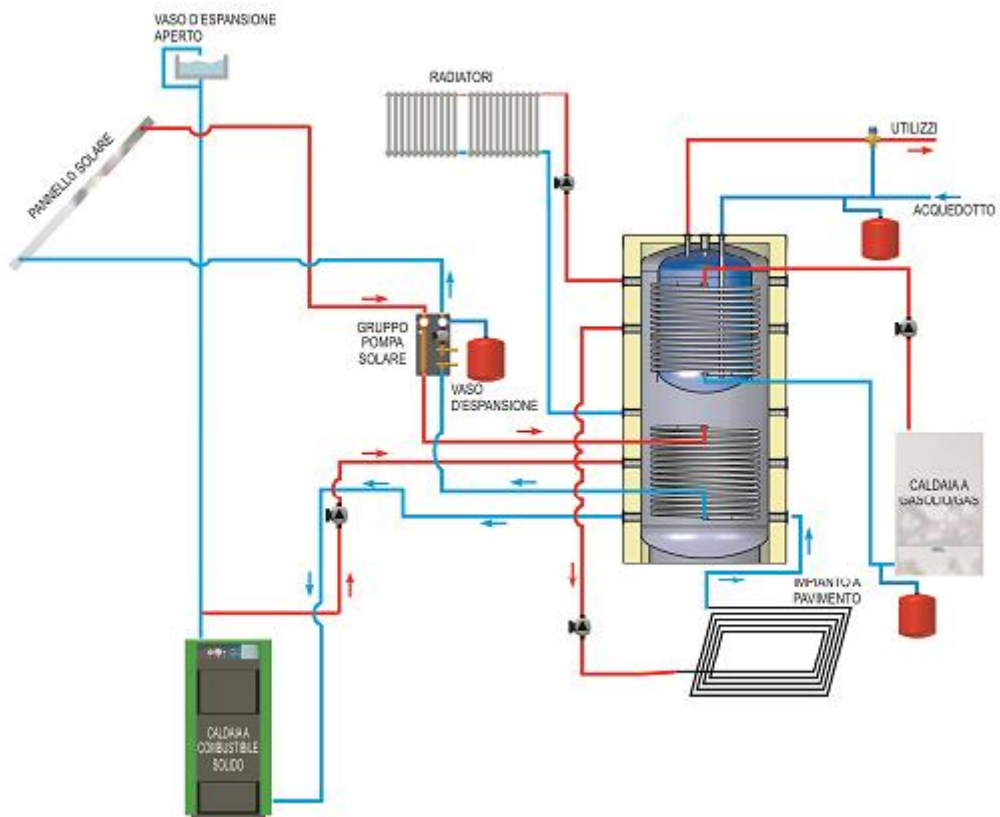 VASO D'ESPANSIONE
APERTO
RADIATORI
UTILIZZI
PANNELLO SOLARE
ACQUEDOTTO
GRUPPO
POMPA
SOLARE
VASO
D'ESPANSIONE
CALDAIA A
GASOLIO/GAS
IMPIANTO A
PAVIMENTO
CALDAIA A
COMBUSTIBILE
SOLIDO